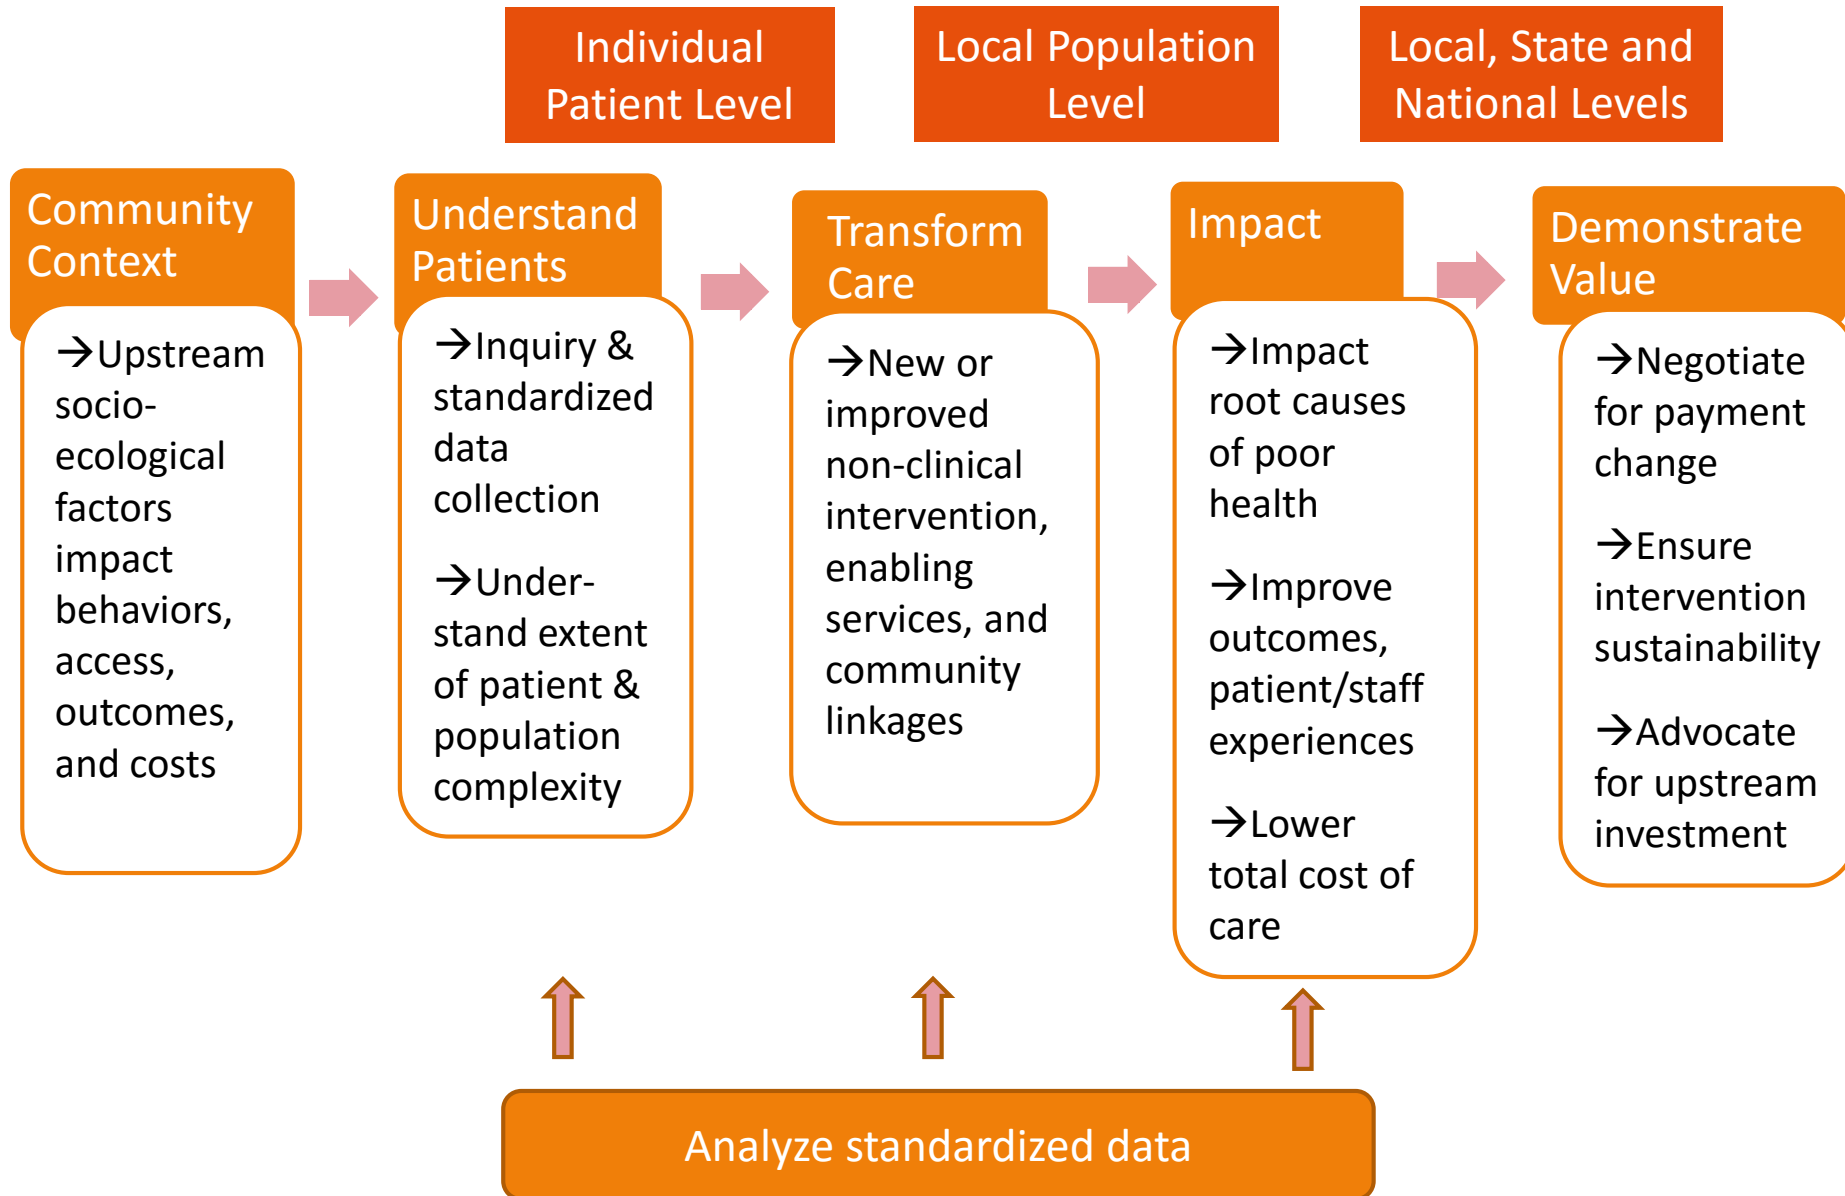 Individual
Patient Level
Local Population
Level
Local, State and
National Levels
Community
Context
→Upstream
socio-
ecological
factors
impact
behaviors,
access,
outcomes,
and costs
Understand
Patients
→Inquiry &
standardized
data
collection
→Under-
stand extent
of patient &
population
complexity
Transform
Care
→New or
improved
non-clinical
intervention,
enabling
services, and
community
linkages
Impact
→Impact
root causes
of poor
health
→Improve
outcomes,
patient/staff
experiences
→Lower
total cost of
care
Demonstrate
Value
→Negotiate
for payment
change
→Ensure
intervention
sustainability
→Advocate
for upstream
investment
Analyze standardized data